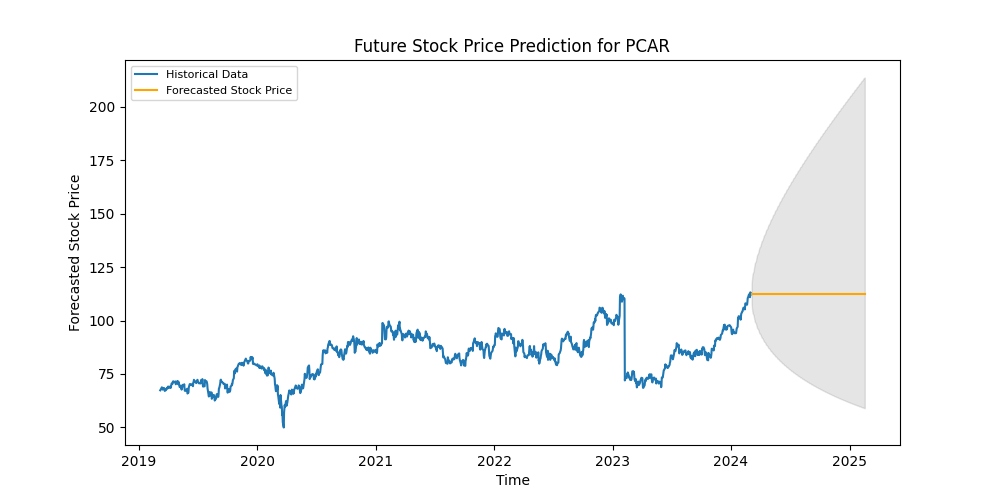 Future Stock Price Prediction for PCAR
Historical Data
Forecasted Stock Price
200
175
150
125
100
75
50
Forecasted Stock Price
2019 2020 2021 2022 2023 2024 2025
Time